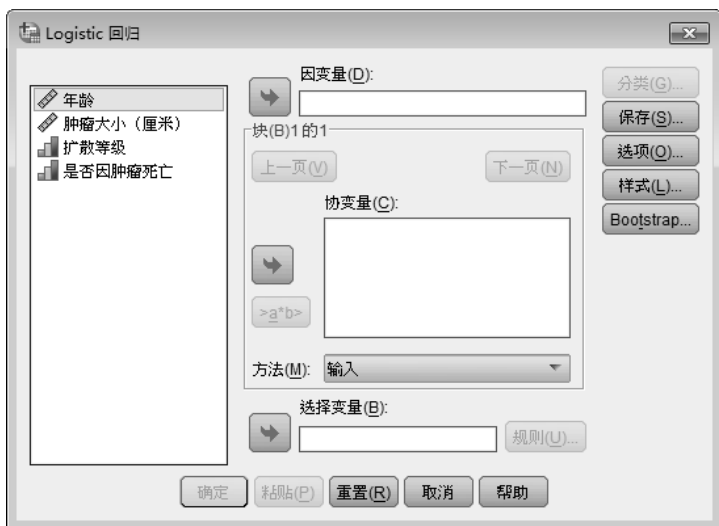 Logistic 回归
年龄
肿瘤大小（厘米）
扩散等级
是否因肿瘤死亡
因变量(D):
块(B)1 的1
上一页(V)
下一页(N)
协变量(C):
>a*b>
方法(M):
输入
选择变量(B):
规则(U)...
分类(G)...
保存(S)...
选项(O)...
样式(L)...
Bootstrap...
确定
粘贴(P)
重置(R)
取消
帮助